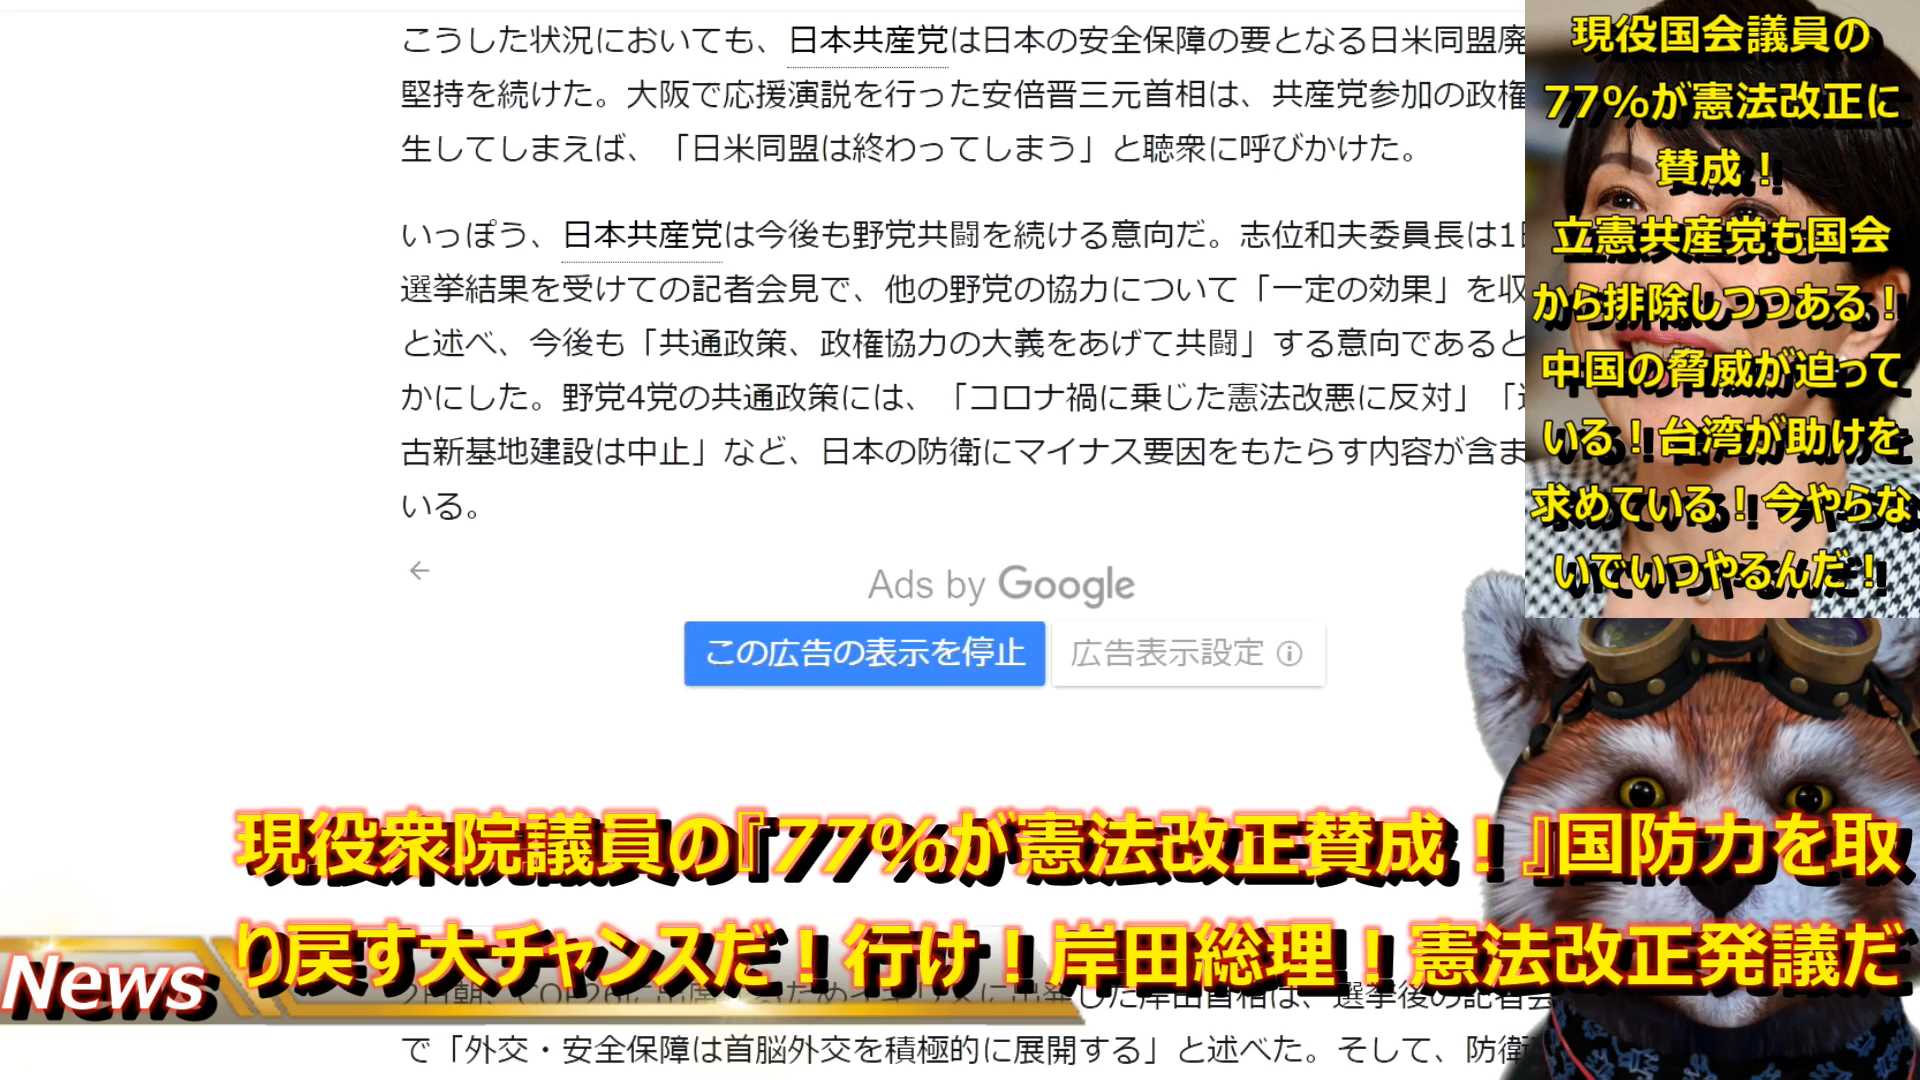 こうした状況においても、日本共産党は日本の安全保障の要となる日米同盟廃
堅持を続けた。大阪で応援演説を行った安倍晋三元首相は、共産党参加の政権
生してしまえば、「日米同盟は終わってしまう」と聴衆に呼びかけた。
いっぽう、日本共産党は今後も野党共闘を続ける意向だ。志位和夫委員長は1日
選挙結果を受けての記者会見で、他の野党の協力について「一定の効果」を収
と述べ、今後も「共通政策、政権協力の大義をあげて共闘」する意向であると
かにした。野党4党の共通政策には、「コロナ禍に乗じた憲法改悪に反対」「辺
古新基地建設は中止」など、日本の防衛にマイナス要因をもたらす内容が含ま
いる。
Ads by Google
この広告の表示を停止
広告表示設定
現役国会議員の
77%が憲法改正に
賛成！
立憲共産党も国会
から排除しつつある！
中国の脅威が迫って
いる！台湾が助けを
求めている！今やらな
いでいつやるんだ！
現役衆院議員の『77%が憲法改正賛成！』国防力を取
り戻す大チャンスだ！行け！岸田総理！憲法改正発議だ
News
した岸田首相は、選挙後の記者会
で「外交・安全保障は首脳外交を積極的に展開する」と述べた。そして、防衛